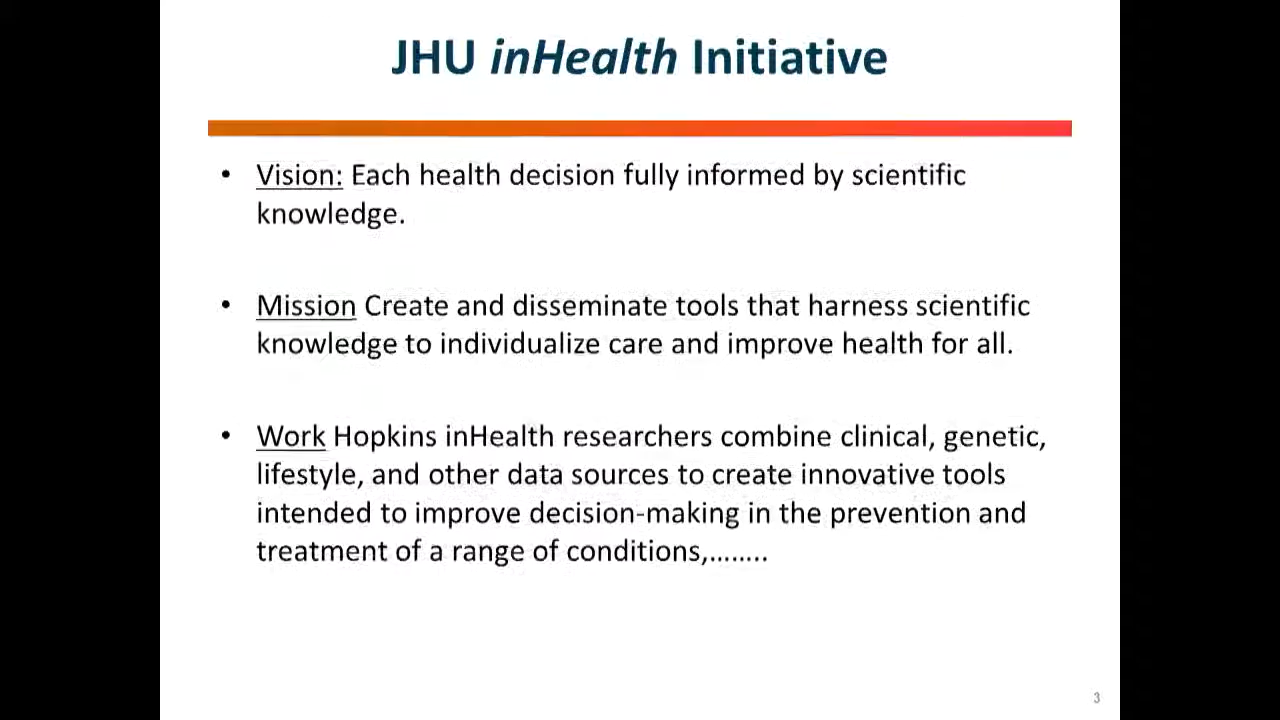 JHU inHealth Initiative
• Vision: Each health decision fully informed by scientific
knowledge.
• Mission Create and disseminate tools that harness scientific
knowledge to individualize care and improve health for all.
• Work Hopkins inHealth researchers combine clinical, genetic,
lifestyle, and other data sources to create innovative tools
intended to improve decision-making in the prevention and
treatment of a range of conditions,........
3